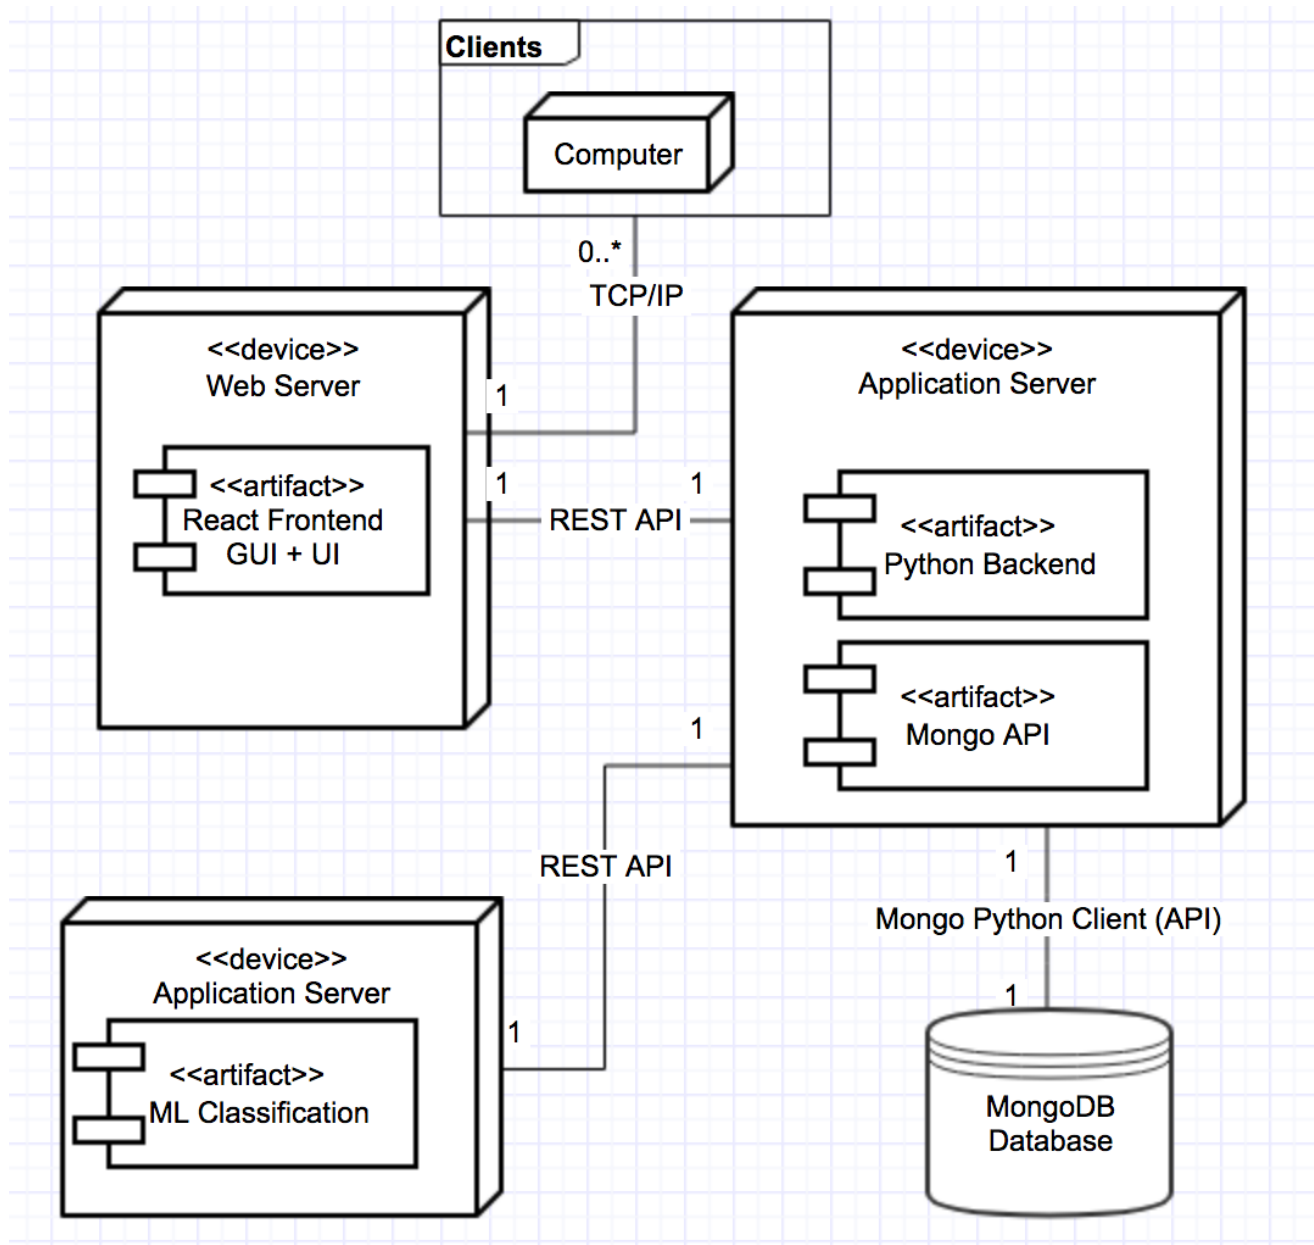 Clients
Computer
0..*
TCP/IP
<<device>>
Web Server
1
<<artifact>>
React Frontend
GUI + UI
1
REST API
1
<<device>>
Application Server
<<artifact>>
Python Backend
<<artifact>>
Mongo API
1
REST API
1
<<device>>
Application Server
<<artifact>>
ML Classification
1
Mongo Python Client (API)
1
MongoDB
Database